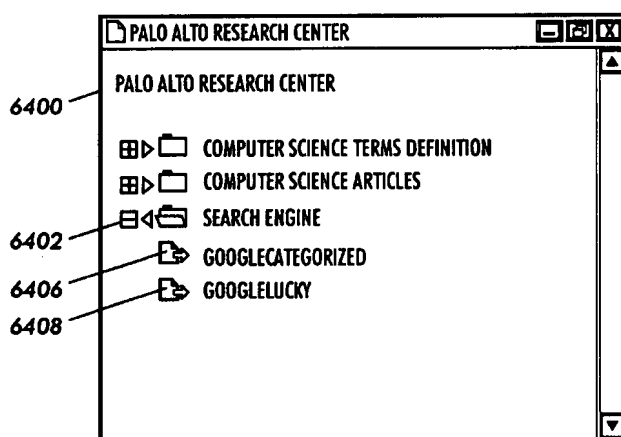 PALO ALTO RESEARCH CENTER
PALO ALTO RESEARCH CENTER
6400
COMPUTER SCIENCE TERMS DEFINITION
COMPUTER SCIENCE ARTICLES
SEARCH ENGINE
6402
GOOGLECATEGORIZED
6406
GOOGLELUCKY
6408